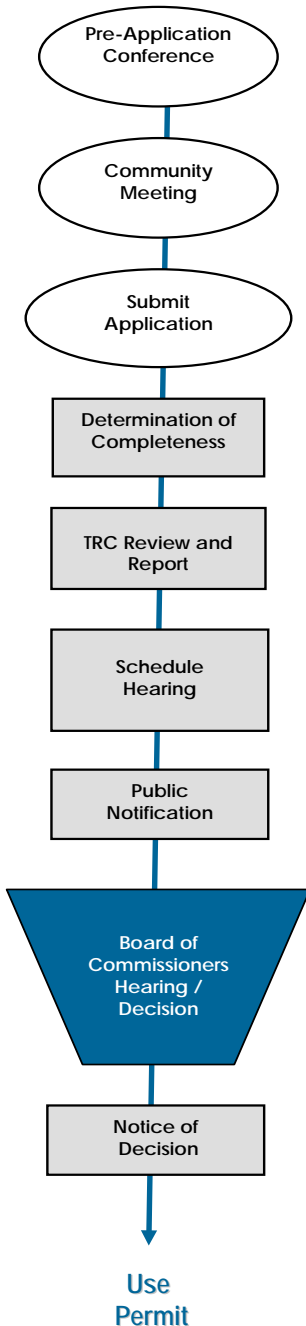 Pre-Application
Conference
Community
Meeting
Submit
Application
Determination of
Completeness
TRC Review and
Report
Schedule
Hearing
Public
Notification
Board of
Commissioners
Hearing /
Decision
Notice of
Decision
Use
Permit